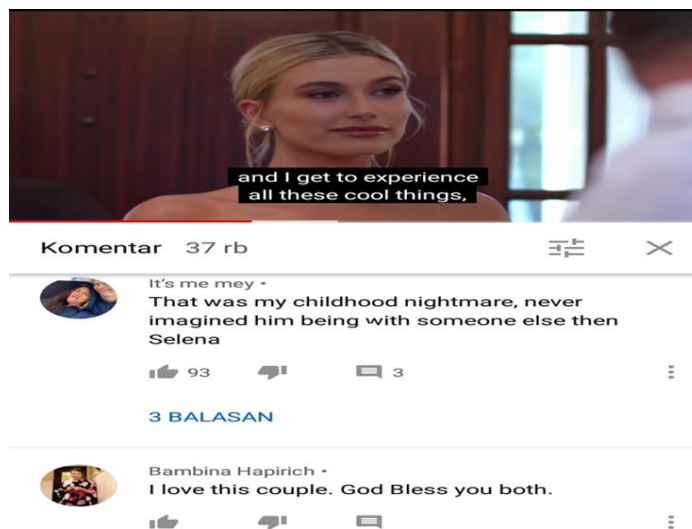 and I get to experience
all these cool things,
Komentar 37 rb
It's me mey •
That was my childhood nightmare, never
imagined him being with someone else then
Selena
93 3
3 BALASAN
Bambina Hapirich •
I love this couple. God Bless you both.